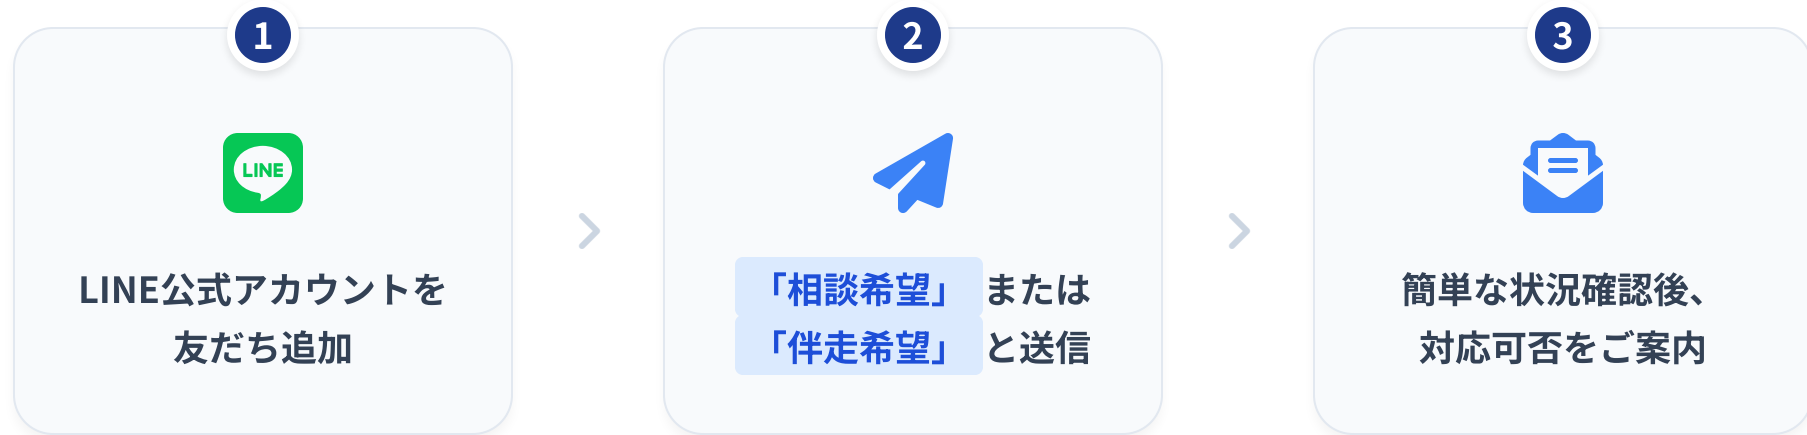 1
LINE
LINE公式アカウントを
友だち追加
2
「相談希望」または
「伴走希望」と送信
3
簡単な状況確認後、
対応可否をご案内